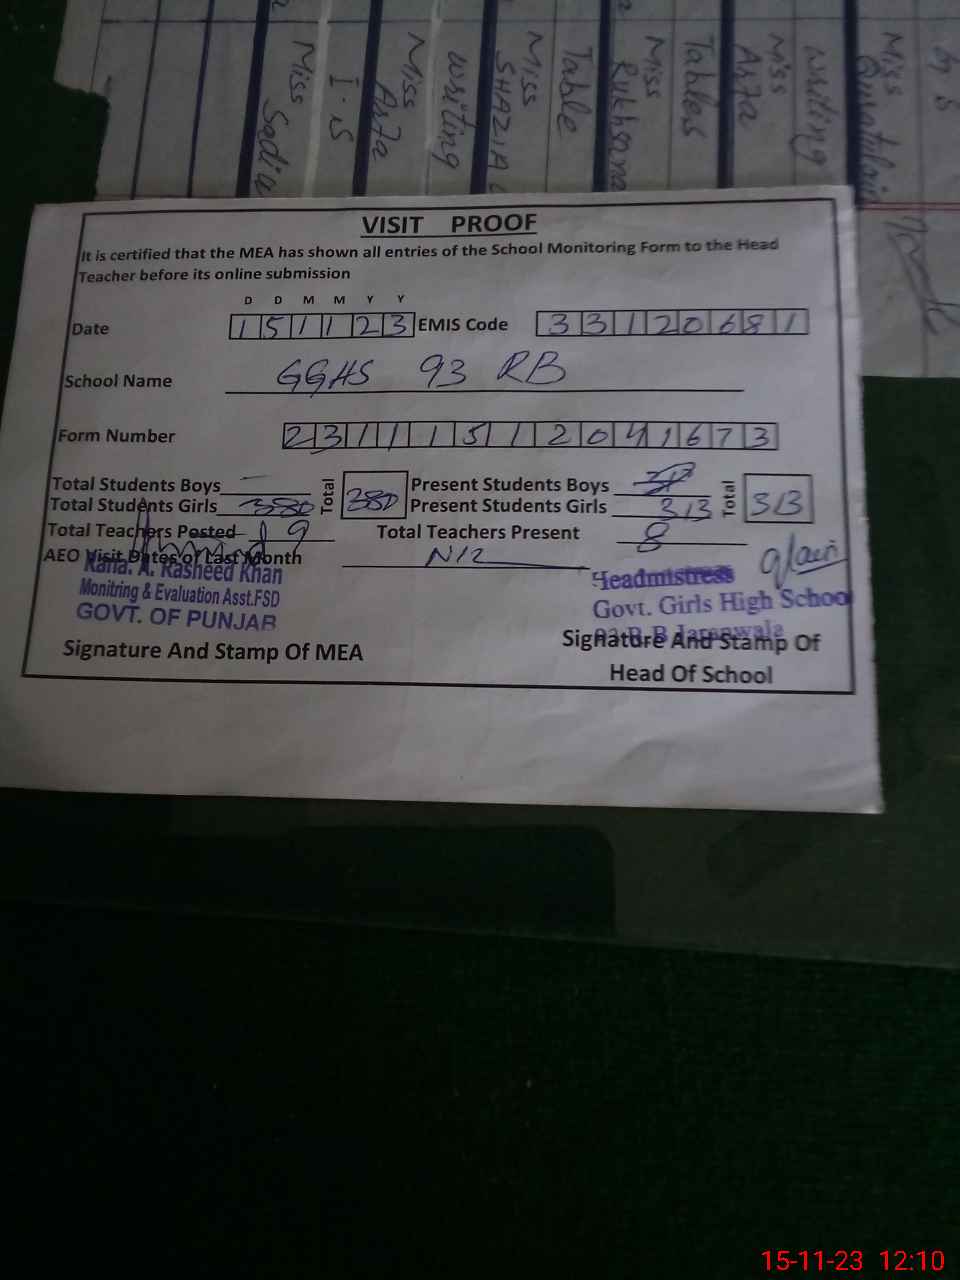 by S
Miss
Qurratulain
writing
Miss
Arfa
Tables
Miss
Rukhsana
Table
Miss
SHAZIA
writing
Miss
Arfa
I.S
Miss
Sadia
VISIT PROOF
It is certified that the MEA has shown all entries of the School Monitoring Form to the Head
Teacher before its online submission
D D M M Y Y
Date 1 5 1 1 2 3 EMIS Code 3 3 1 2 0 6 8 1
School Name GGHS 93 RB
Form Number 2 3 1 1 1 5 1 2 0 4 1 6 7 3
Total Students Boys — Total 380 Present Students Boys Total 313
Total Students Girls 380 Present Students Girls 313
Total Teachers Posted 9 Total Teachers Present 8
AEO Visit Dates of Last Month
Rana. A. Rasheed Khan
Monitring & Evaluation Asst.FSD
GOVT. OF PUNJAB
Headmistress
Govt. Girls High School
R.B Jaranwala
Signature And Stamp Of MEA
Signature And Stamp Of
Head Of School
15-11-23 12:10